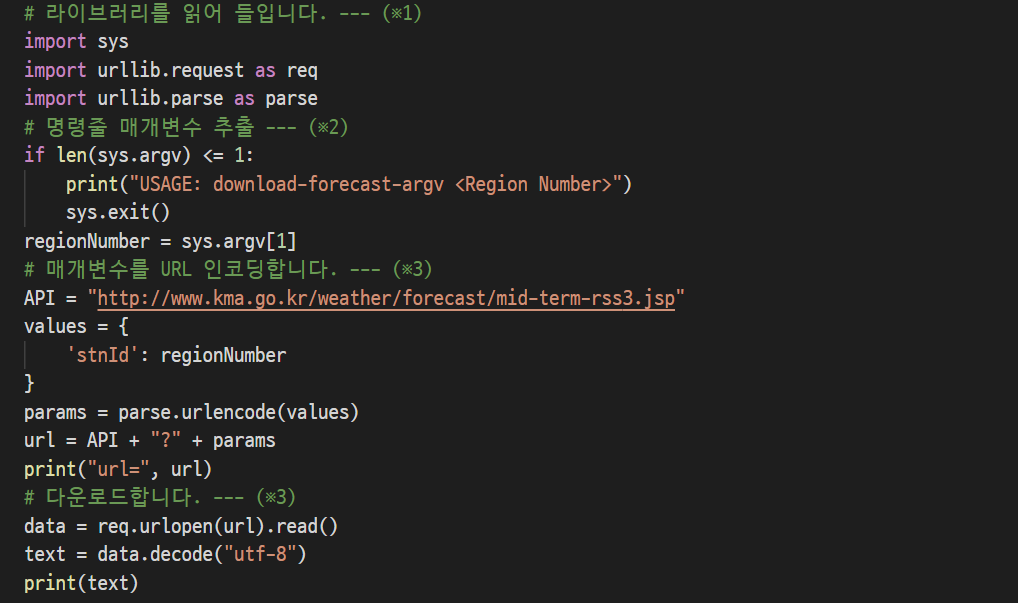 # 라이브러리를 읽어 들입니다. --- (※1)
import sys
import urllib.request as req
import urllib.parse as parse
# 명령줄 매개변수 추출 --- (※2)
if len(sys.argv) <= 1:
    print("USAGE: download-forecast-argv <Region Number>")
    sys.exit()
regionNumber = sys.argv[1]
# 매개변수를 URL 인코딩합니다. --- (※3)
API = "http://www.kma.go.kr/weather/forecast/mid-term-rss3.jsp"
values = {
    'stnId': regionNumber
}
params = parse.urlencode(values)
url = API + "?" + params
print("url=", url)
# 다운로드합니다. --- (※3)
data = req.urlopen(url).read()
text = data.decode("utf-8")
print(text)